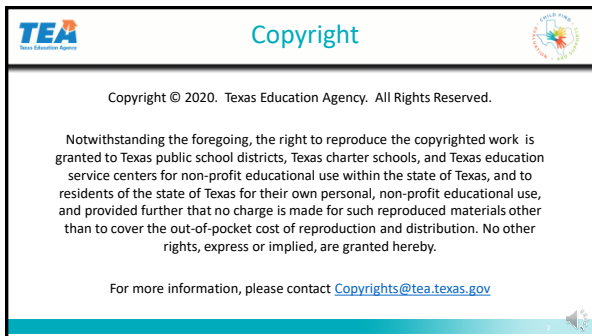 TEA
Texas Education Agency
Copyright
CHILD FIND
Copyright © 2020. Texas Education Agency. All Rights Reserved.
Notwithstanding the foregoing, the right to reproduce the copyrighted work is
granted to Texas public school districts, Texas charter schools, and Texas education
service centers for non-profit educational use within the state of Texas, and to
residents of the state of Texas for their own personal, non-profit educational use,
and provided further that no charge is made for such reproduced materials other
than to cover the out-of-pocket cost of reproduction and distribution. No other
rights, express or implied, are granted hereby.
For more information, please contact Copyrights@tea.texas.gov
2